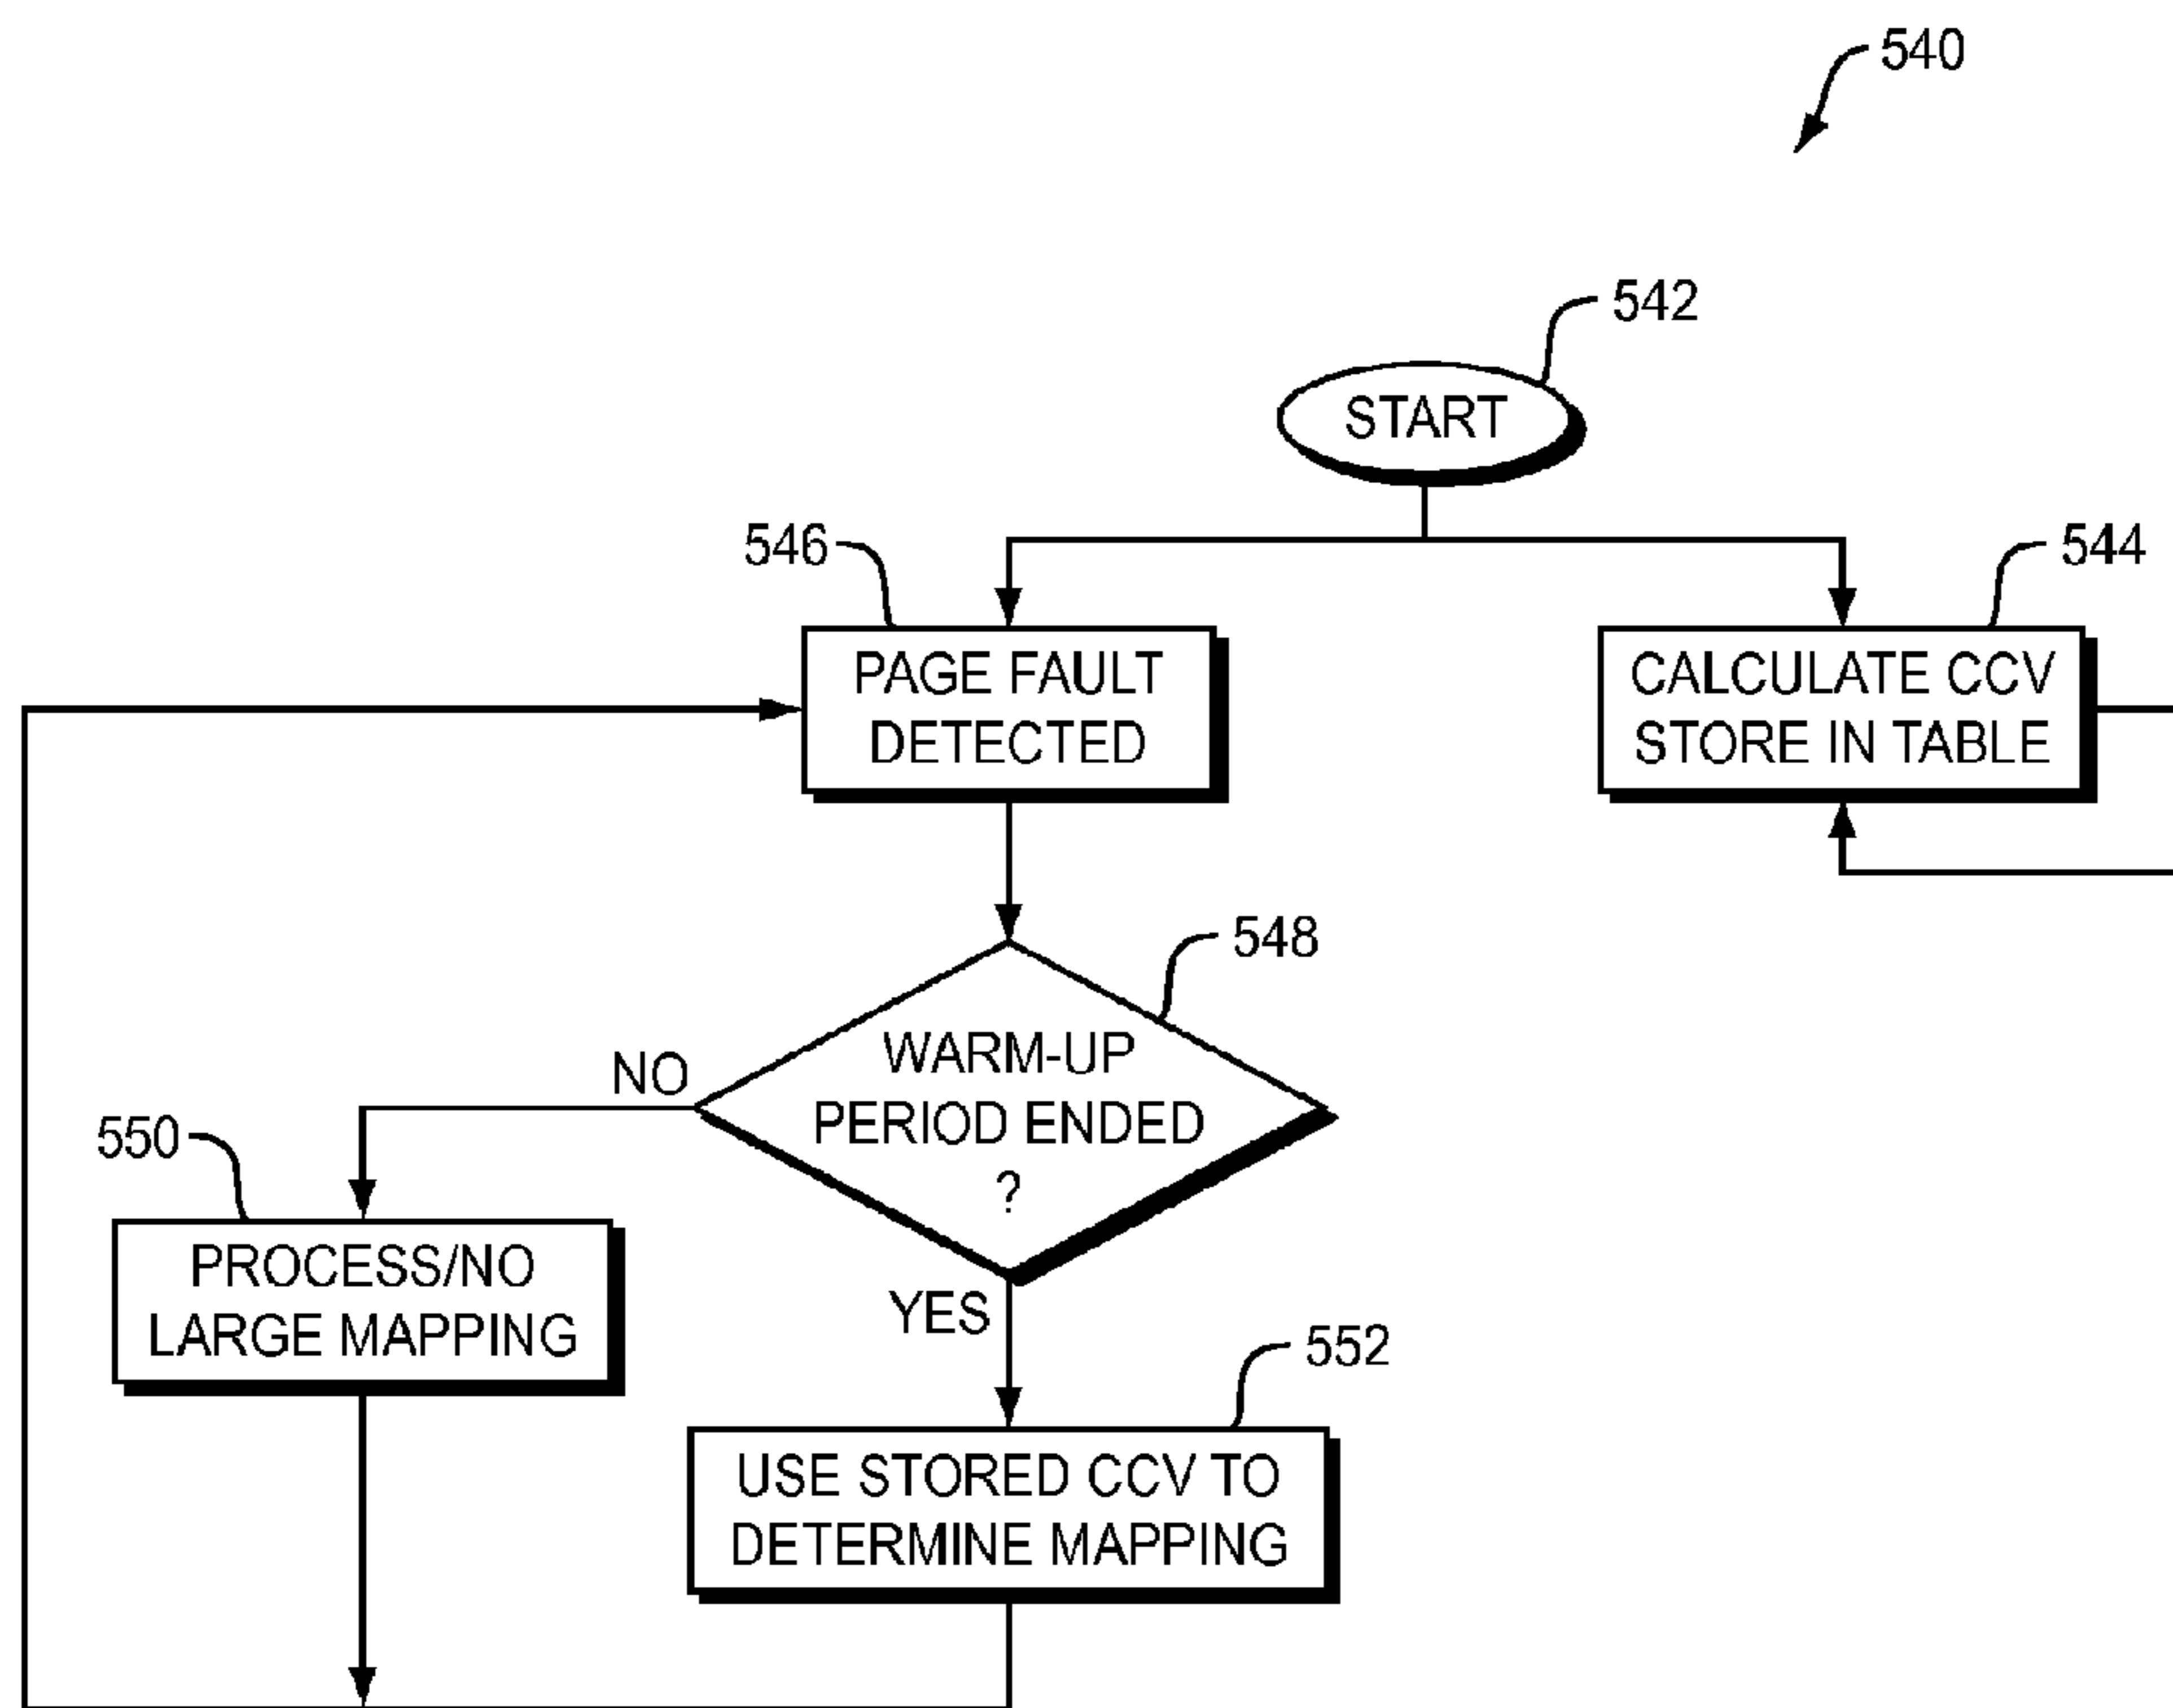 540
542
START
546
544
PAGE FAULT
DETECTED
CALCULATE CCV
STORE IN TABLE
548
WARM-UP
PERIOD ENDED
?
NO
550
PROCESS/NO
LARGE MAPPING
YES
552
USE STORED CCV TO
DETERMINE MAPPING